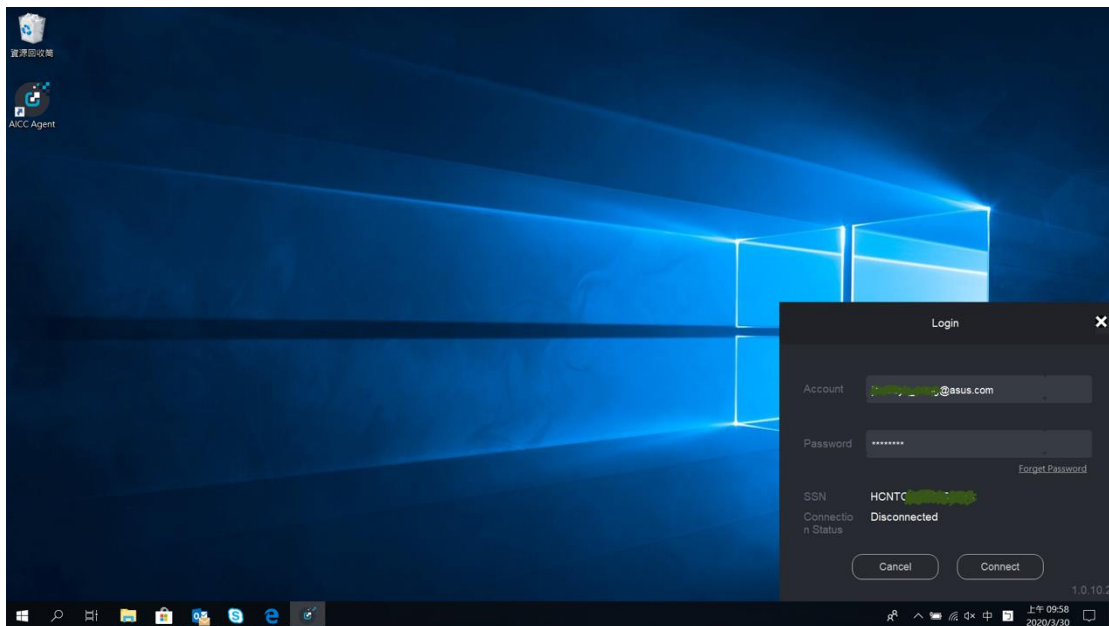 資源回收筒
AICC Agent
Login
Account
@asus.com
Password
********
Forget Password
SSN
HCNTC
Connectio
n Status
Disconnected
Cancel
Connect
1.0.10.2
中
上午 09:58
2020/3/30